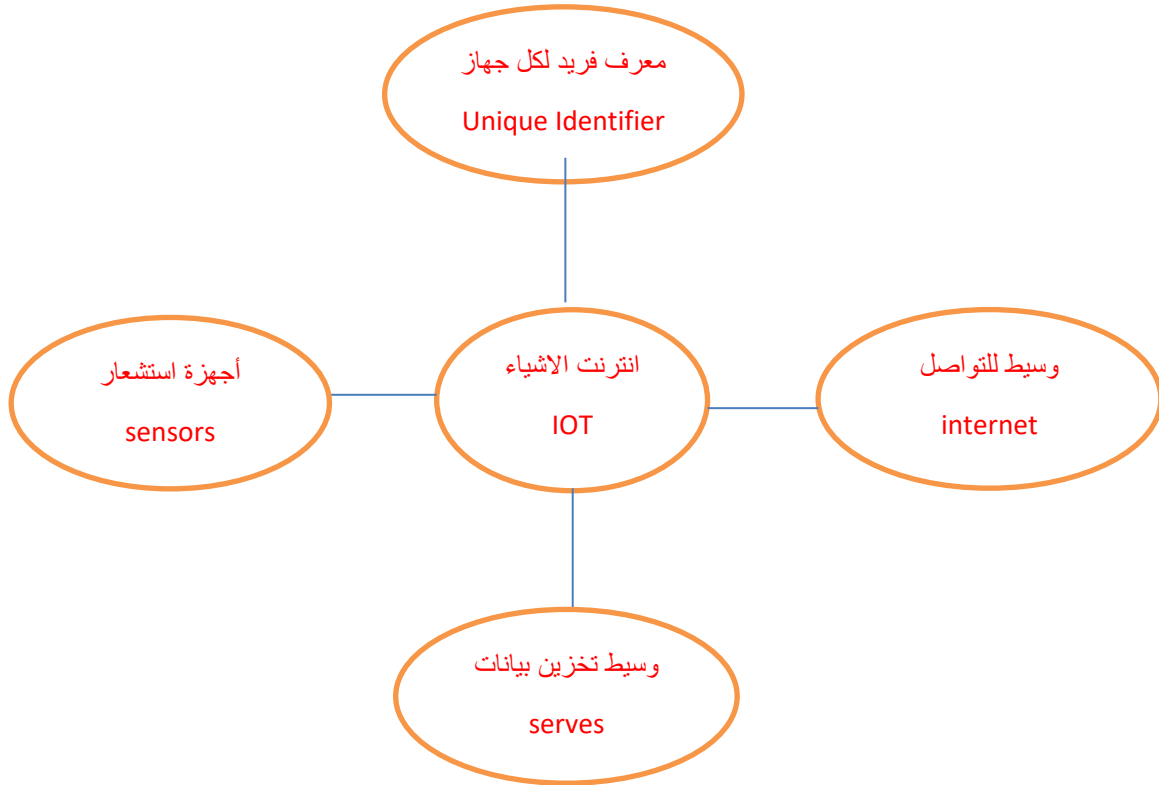 معرف فريد لكل جهاز
Unique Identifier
انترنت الاشياء
IOT
وسيط للتواصل
internet
أجهزة استشعار
sensors
وسيط تخزين بيانات
serves